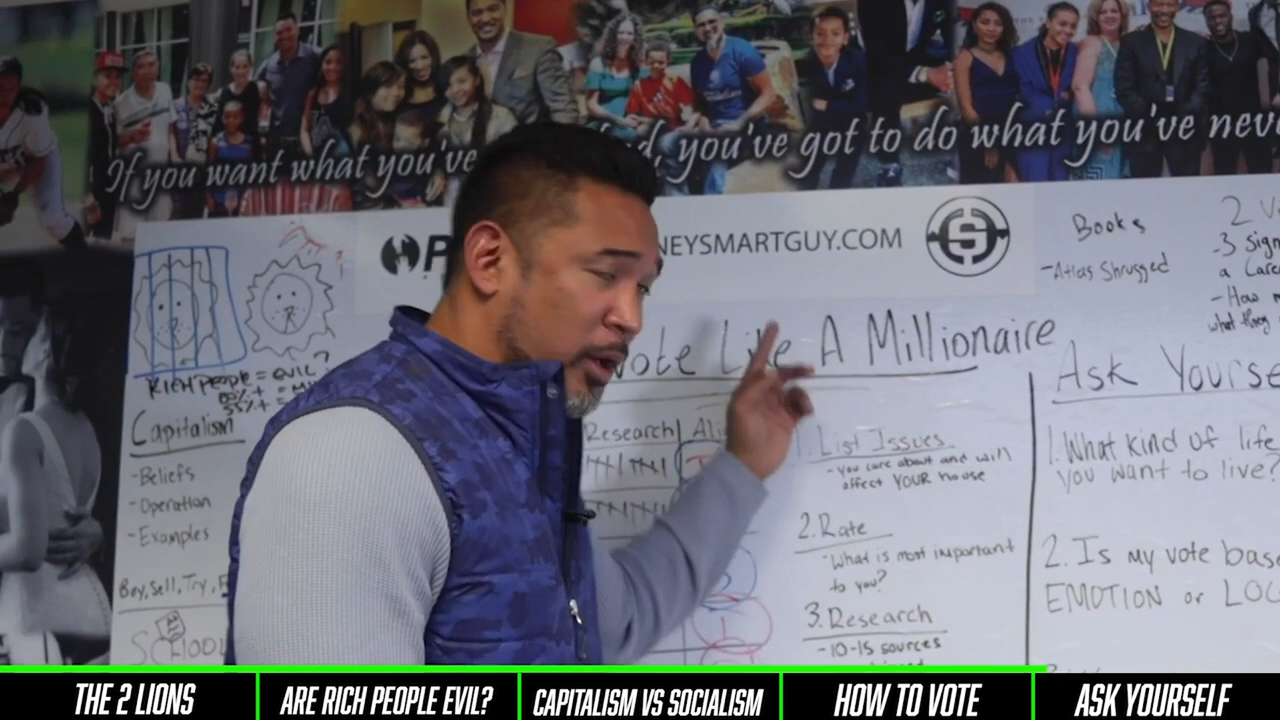 If you want what you've
d, you've got to do what you've nev
NEYSMARTGUY.COM
Books
-Atlas Shrugged
2
3 Sign
a Care
-How
what they
Vote Like A Millionaire
RICH PEOPLE = EVIL?
Capitalism
-Beliefs
-Operation
-Examples
Buy, Sell, Try,
SCHOOL
Research
1. List Issues
- you care about and will
affect YOUR house
2. Rate
-What is most important
to you?
3. Research
-10-15 sources
Ask Yourse
1. What kind of life
you want to live?
2. Is my vote base
EMOTION or LOG
THE 2 LIONS
ARE RICH PEOPLE EVIL?
CAPITALISM VS SOCIALISM
HOW TO VOTE
ASK YOURSELF